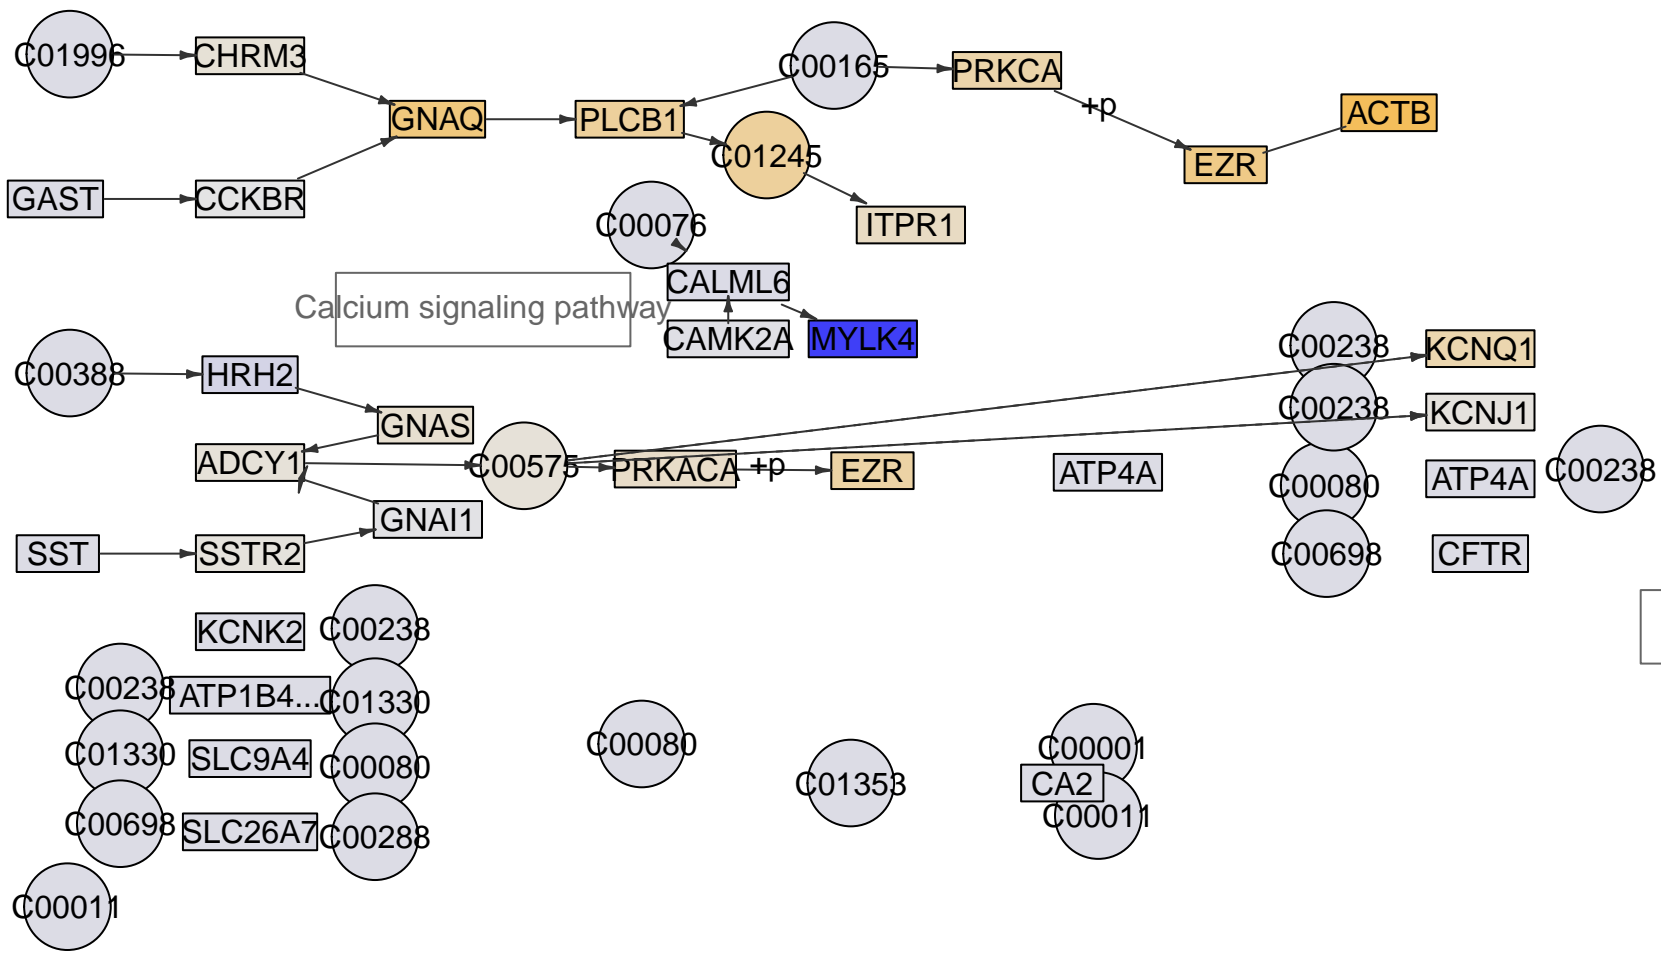 C01996
CHRM3
C00165
PRKCA
+p
ACTB
GNAQ
PLCB1
C01245
EZR
GAST
CCKBR
C00076
ITPR1
CALML6
Calcium signaling pathway
CAMK2A
MYLK4
C00238
KCNQ1
C00388
HRH2
C00238
KCNJ1
GNAS
ADCY1
C00575
PRKACA
+p
EZR
ATP4A
C00080
ATP4A
C00238
GNAI1
SST
SSTR2
C00698
CFTR
KCNK2
C00238
C00238
ATP1B4...
C01330
C01330
SLC9A4
C00080
C00080
C01353
C00001
CA2
C00011
C00698
SLC26A7
C00288
C00011